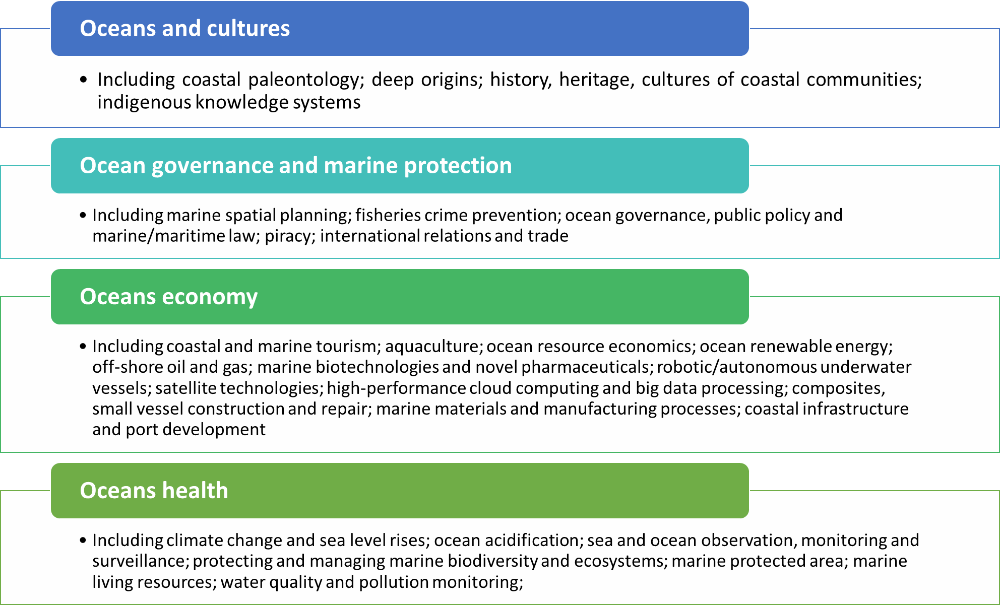 Oceans and cultures
• Including coastal paleontology; deep origins; history, heritage, cultures of coastal communities;
indigenous knowledge systems
Ocean governance and marine protection
• Including marine spatial planning; fisheries crime prevention; ocean governance, public policy and
marine/maritime law; piracy; international relations and trade
Oceans economy
• Including coastal and marine tourism; aquaculture; ocean resource economics; ocean renewable energy;
off-shore oil and gas; marine biotechnologies and novel pharmaceuticals; robotic/autonomous underwater
vessels; satellite technologies; high-performance cloud computing and big data processing; composites,
small vessel construction and repair; marine materials and manufacturing processes; coastal infrastructure
and port development
Oceans health
• Including climate change and sea level rises; ocean acidification; sea and ocean observation, monitoring and
surveillance; protecting and managing marine biodiversity and ecosystems; marine protected area; marine
living resources; water quality and pollution monitoring;